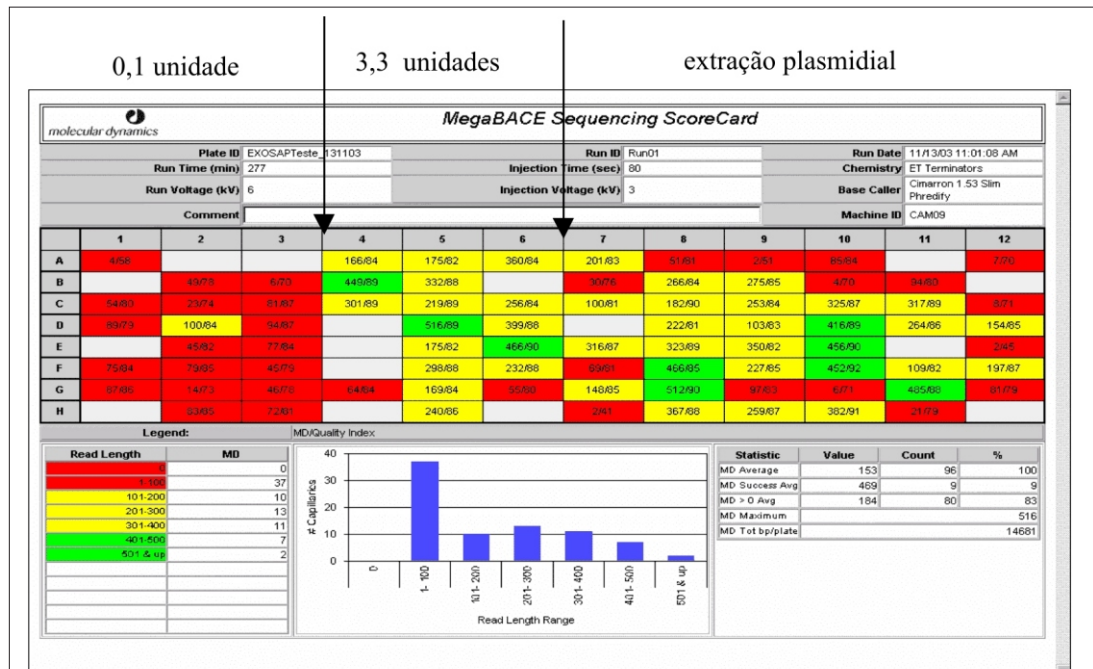 0,1 unidade 3,3 unidades extração plasmidial
molecular dynamics MegaBACE Sequencing ScoreCard
Plate ID EXOSAPTeste_131103 Run ID Run01 Run Date 11/13/03 11:01:08 AM
Run Time (min) 277 Injection Time (sec) 80 Chemistry ET Terminators
Run Voltage (kV) 6 Injection Voltage (kV) 3 Base Caller Cimarron 1.53 Slim Phredify
Comment Machine ID CAM09
1 2 3 4 5 6 7 8 9 10 11 12
A 4/58 166/84 175/82 360/84 201/83 51/81 2/51 85/84 7/70
B 49/78 6/70 449/89 332/88 30/76 266/84 275/85 4/70 94/80
C 54/80 23/74 81/87 301/89 219/89 256/84 100/81 182/90 253/84 325/87 317/89 8/71
D 89/79 100/84 94/87 516/89 399/88 222/81 103/83 416/89 264/86 154/85
E 45/82 77/84 175/82 466/90 316/87 323/89 350/82 456/90 2/45
F 75/84 79/85 45/79 298/88 232/88 69/81 466/85 227/85 452/92 109/82 197/87
G 87/86 14/73 46/78 64/84 169/84 55/80 148/85 512/90 97/83 6/71 485/88 81/79
H 83/85 72/81 240/86 2/41 367/88 259/87 382/91 21/79
Legend: MD/Quality Index
Read Length MD
0 0
1-100 37
101-200 10
201-300 13
301-400 11
401-500 7
501 & up 2
40
30
20
10
0
# Capillaries
0 1- 100 101- 200 201- 300 301- 400 401- 500 501 & up
Read Length Range
Statistic Value Count %
MD Average 153 96 100
MD Success Avg 469 9 9
MD > 0 Avg 184 80 83
MD Maximum 516
MD Tot bp/plate 14681